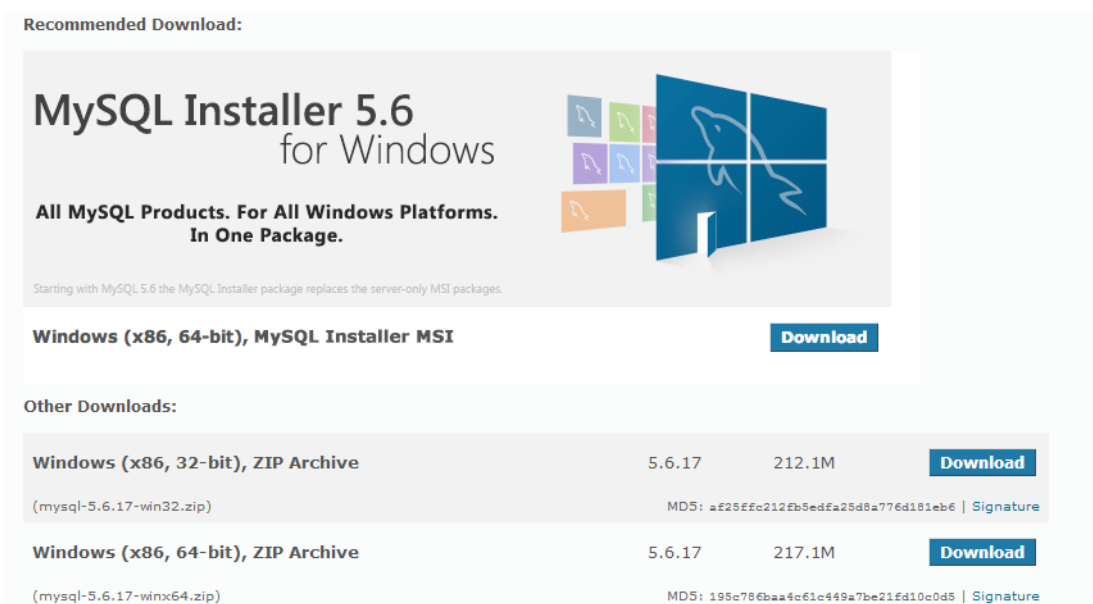 Recommended Download:
MySQL Installer 5.6
for Windows
All MySQL Products. For All Windows Platforms.
In One Package.
Starting with MySQL 5.6 the MySQL Installer package replaces the server-only MSI packages.
Windows (x86, 64-bit), MySQL Installer MSI Download
Other Downloads:
Windows (x86, 32-bit), ZIP Archive 5.6.17 212.1M Download
(mysql-5.6.17-win32.zip) MD5: af25ffc212fb5edfa25d8a776d181eb6 | Signature
Windows (x86, 64-bit), ZIP Archive 5.6.17 217.1M Download
(mysql-5.6.17-winx64.zip) MD5: 195c786baa4c61c449a7be21fd10c0d5 | Signature